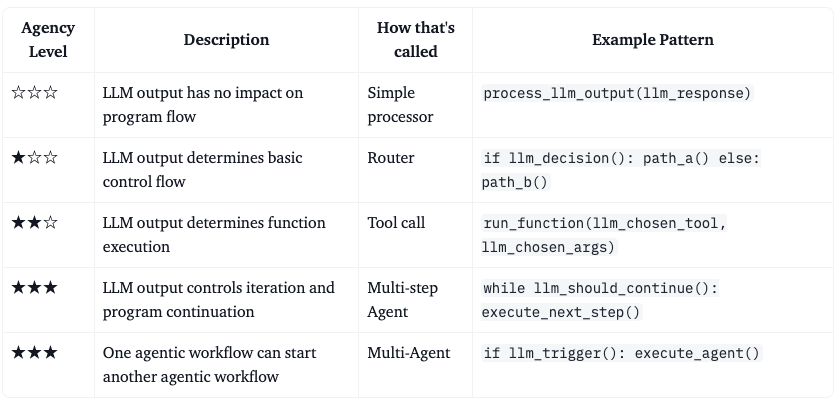 Agency Level
Description
How that's called
Example Pattern
☆☆☆
LLM output has no impact on
program flow
Simple
processor
process_llm_output(llm_response)
★☆☆
LLM output determines basic
control flow
Router
if llm_decision(): path_a() else:
path_b()
★★☆
LLM output determines function
execution
Tool call
run_function(llm_chosen_tool,
llm_chosen_args)
★★★
LLM output controls iteration and
program continuation
Multi-step
Agent
while llm_should_continue():
execute_next_step()
★★★
One agentic workflow can start
another agentic workflow
Multi-Agent
if llm_trigger(): execute_agent()